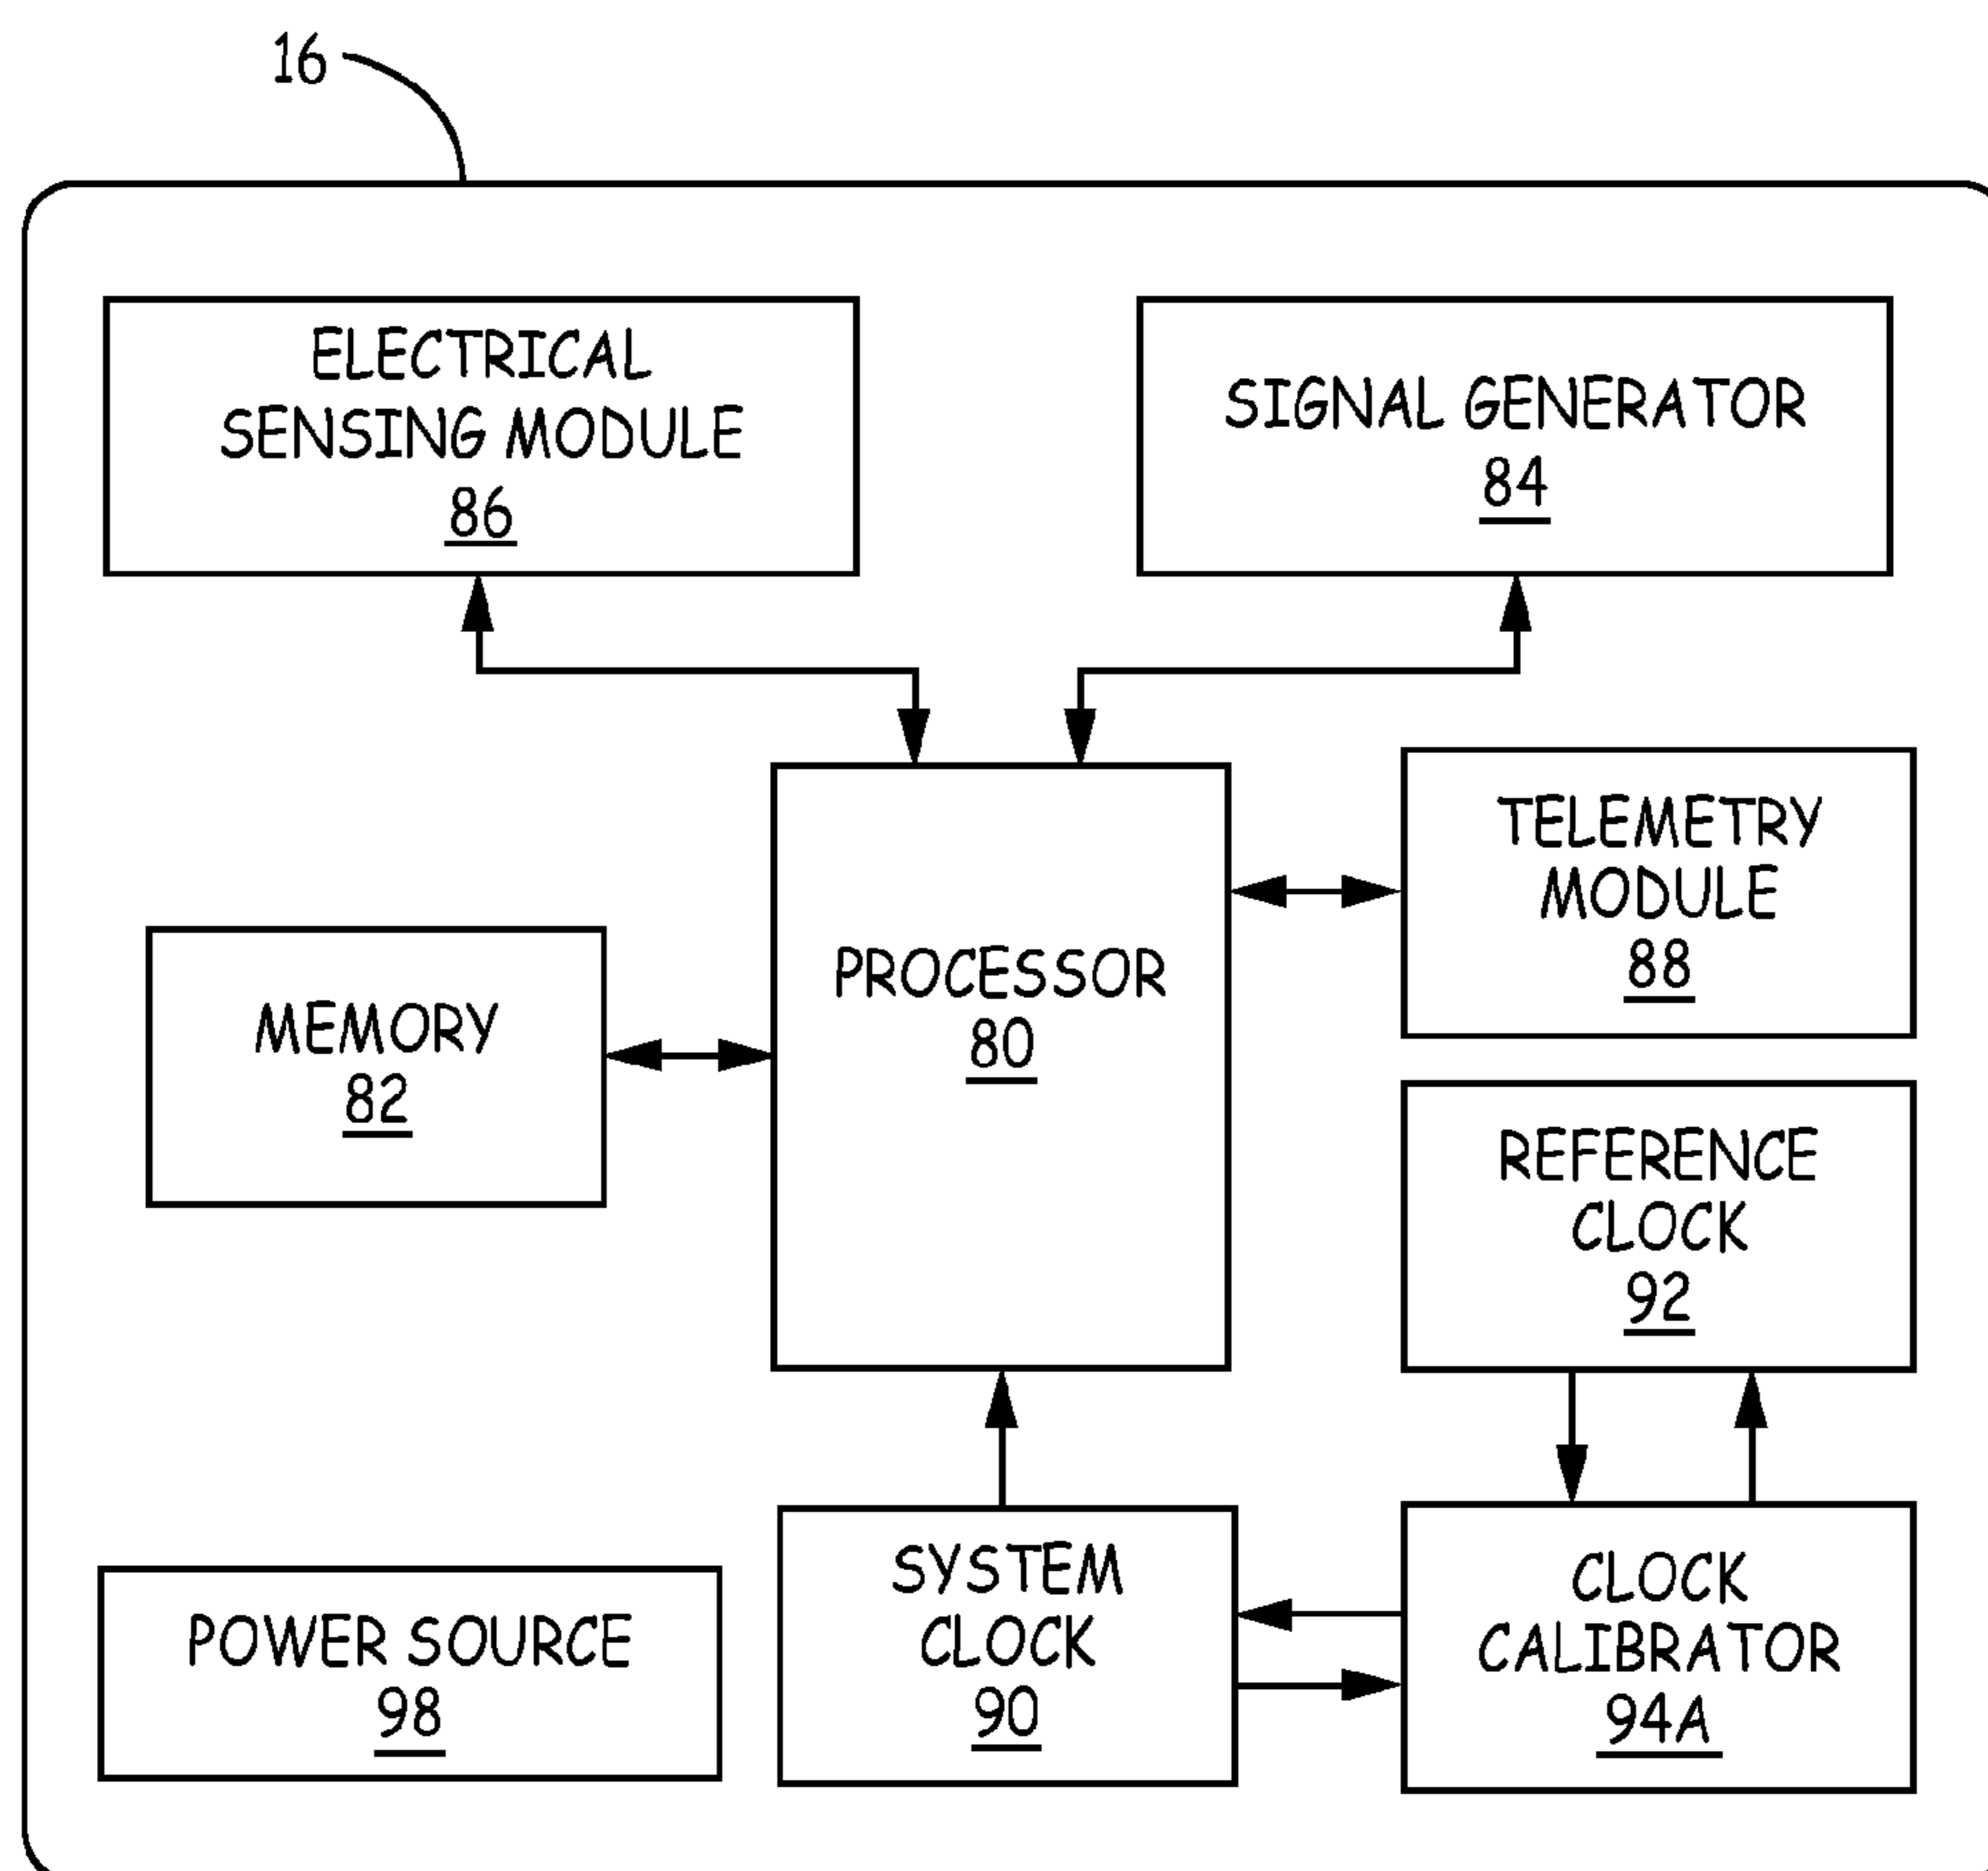 16
ELECTRICAL
SENSING MODULE
86
SIGNAL GENERATOR
84
TELEMETRY
MODULE
88
PROCESSOR
80
MEMORY
82
REFERENCE
CLOCK
92
SYSTEM
CLOCK
90
CLOCK
CALIBRATOR
94A
POWER SOURCE
98